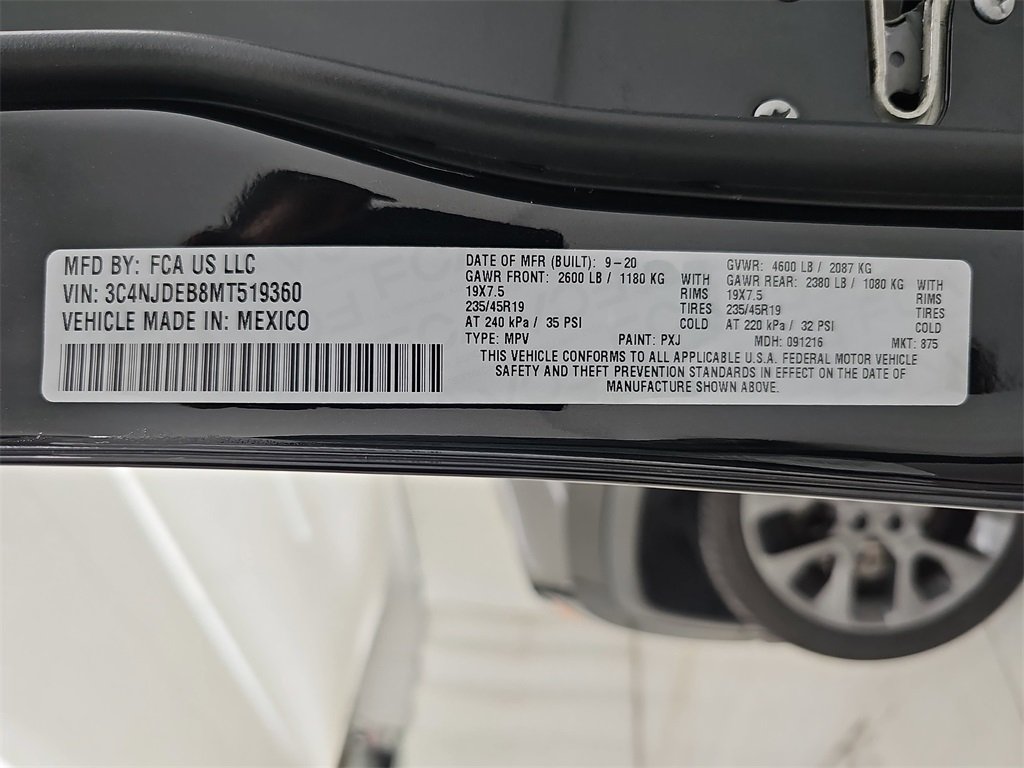 MFD BY: FCA US LLC
VIN: 3C4NJDEB8MT519360
VEHICLE MADE IN: MEXICO
DATE OF MFR (BUILT): 9-20 GVWR: 4600 LB / 2087 KG
GAWR FRONT: 2600 LB / 1180 KG WITH GAWR REAR: 2380 LB / 1080 KG WITH
19X7.5 RIMS 19X7.5 RIMS
235/45R19 TIRES 235/45R19 TIRES
AT 240 kPa / 35 PSI COLD AT 220 kPa / 32 PSI COLD
TYPE: MPV PAINT: PXJ MDH: 091216 MKT: 875
THIS VEHICLE CONFORMS TO ALL APPLICABLE U.S.A. FEDERAL MOTOR VEHICLE
SAFETY AND THEFT PREVENTION STANDARDS IN EFFECT ON THE DATE OF
MANUFACTURE SHOWN ABOVE.